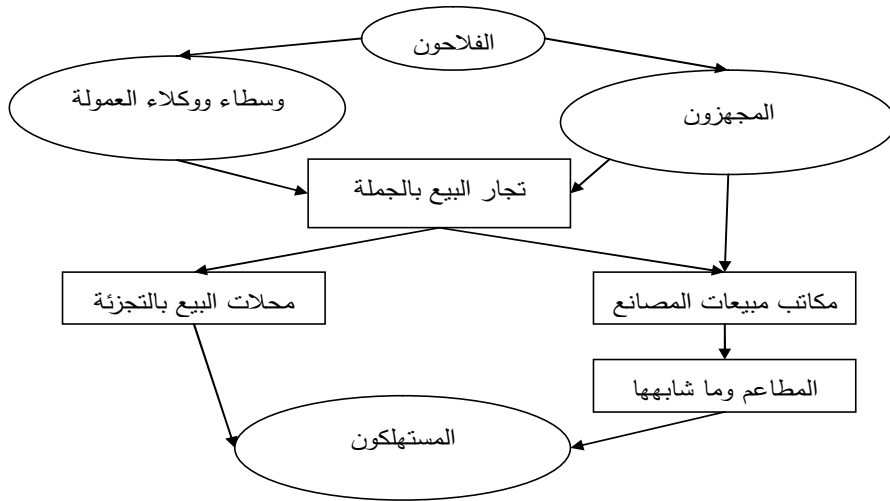 الفلاحون
وسطاء ووكلاء العمولة
المجهزون
تجار البيع بالجملة
محلات البيع بالتجزئة
مكاتب مبيعات المصانع
المطاعم وما شابهها
المستهلكون